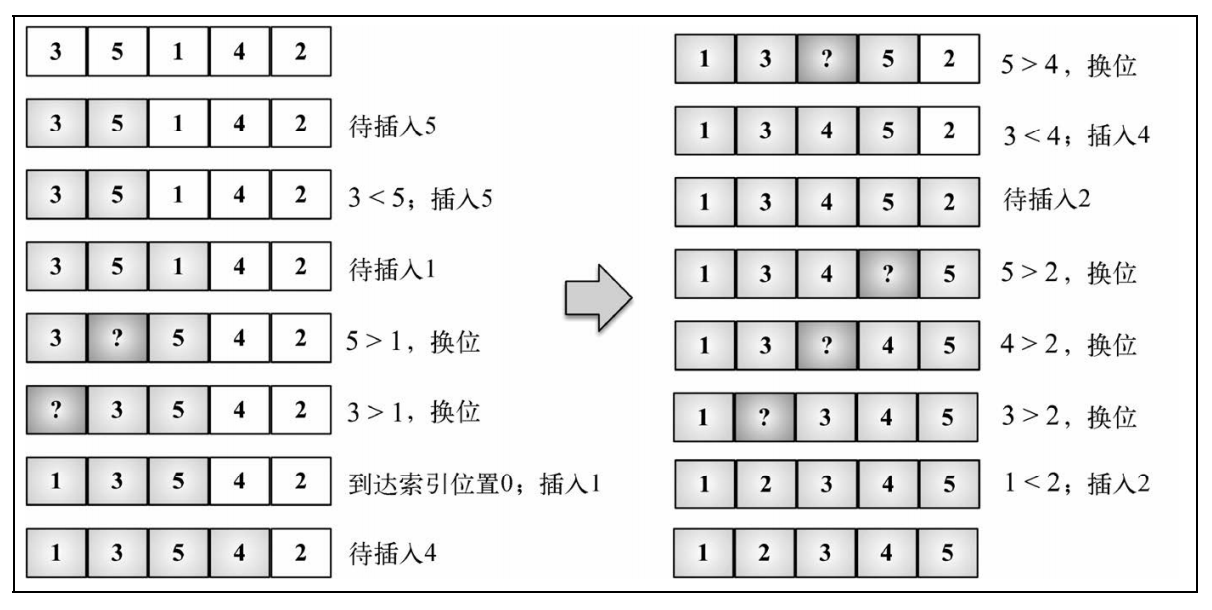 3 5 1 4 2
3 5 1 4 2 待插入5
3 5 1 4 2 3 < 5；插入5
3 5 1 4 2 待插入1
3 ? 5 4 2 5 > 1，换位
? 3 5 4 2 3 > 1，换位
1 3 5 4 2 到达索引位置0；插入1
1 3 5 4 2 待插入4
1 3 ? 5 2 5 > 4，换位
1 3 4 5 2 3 < 4；插入4
1 3 4 5 2 待插入2
1 3 4 ? 5 5 > 2，换位
1 3 ? 4 5 4 > 2，换位
1 ? 3 4 5 3 > 2，换位
1 2 3 4 5 1 < 2；插入2
1 2 3 4 5